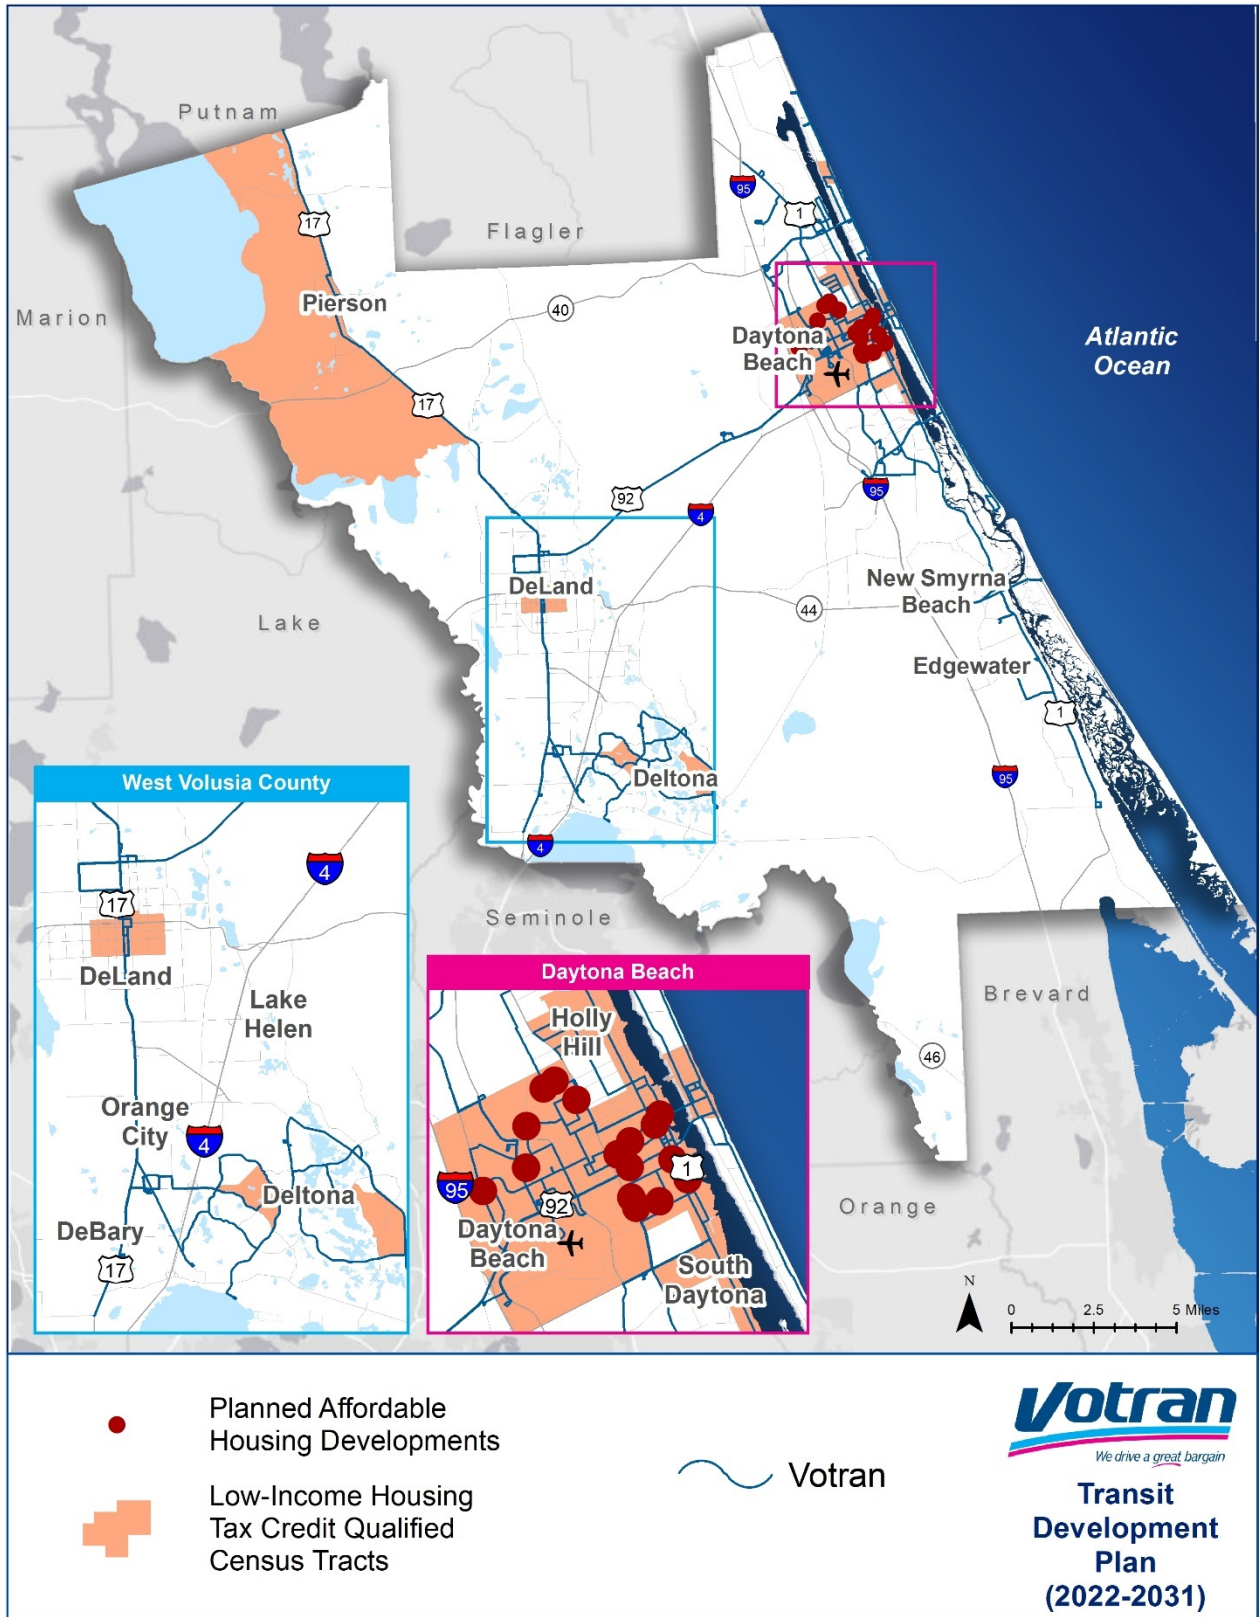 Putnam
95
17
1
Flagler
Marion
Pierson
40
Daytona
Beach
Atlantic
Ocean
17
92
95
4
DeLand
New Smyrna
Beach
44
Lake
Edgewater
1
95
Deltona
4
West Volusia County
4
17
DeLand
Lake
Helen
Orange
City
4
Deltona
DeBary
17
Seminole
Daytona Beach
Holly
Hill
1
95
92
Daytona
Beach
South
Daytona
Brevard
46
Orange
N
0 2.5 5 Miles
Planned Affordable
Housing Developments
Low-Income Housing
Tax Credit Qualified
Census Tracts
Votran
Votran
We drive a great bargain
Transit
Development
Plan
(2022-2031)